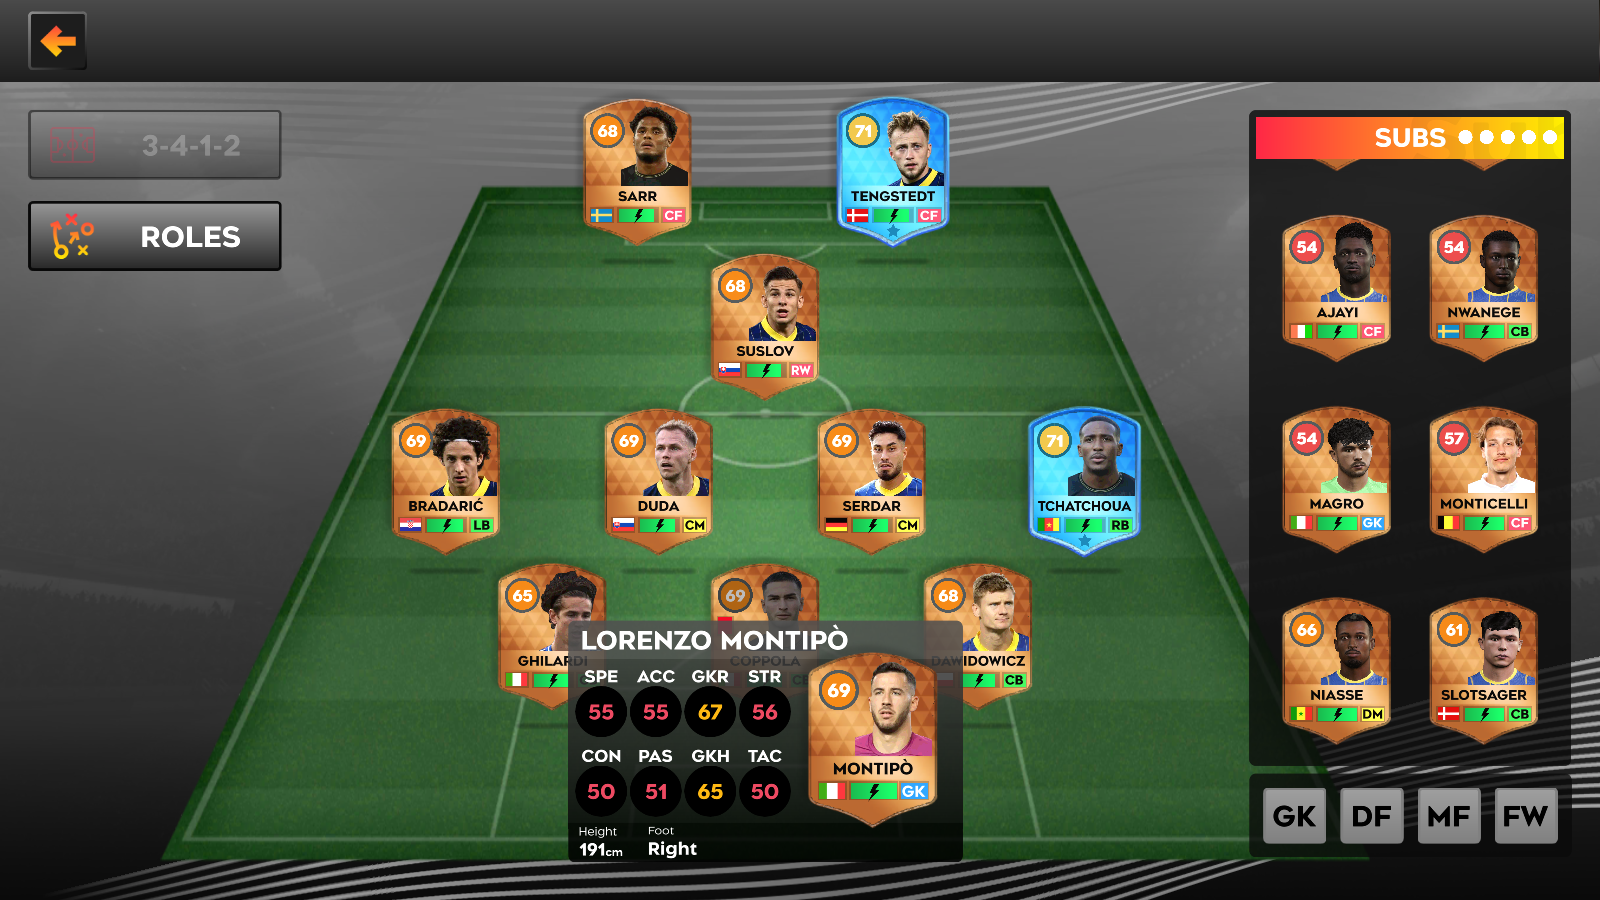 3-4-1-2
ROLES
68
SARR
CF
71
TENGSTEDT
CF
68
SUSLOV
RW
69
BRADARIĆ
LB
69
DUDA
CM
69
SERDAR
CM
71
TCHATCHOUA
RB
65
GHILARDI
69
COPPOLA
68
DAWIDOWICZ
CB
LORENZO MONTIPÒ
SPE ACC GKR STR
55 55 67 56
CON PAS GKH TAC
50 51 65 50
Height Foot
191cm Right
69
MONTIPÒ
GK
SUBS
54
AJAYI
CF
54
NWANEGE
CB
54
MAGRO
GK
57
MONTICELLI
CF
66
NIASSE
DM
61
SLOTSAGER
CB
GK DF MF FW